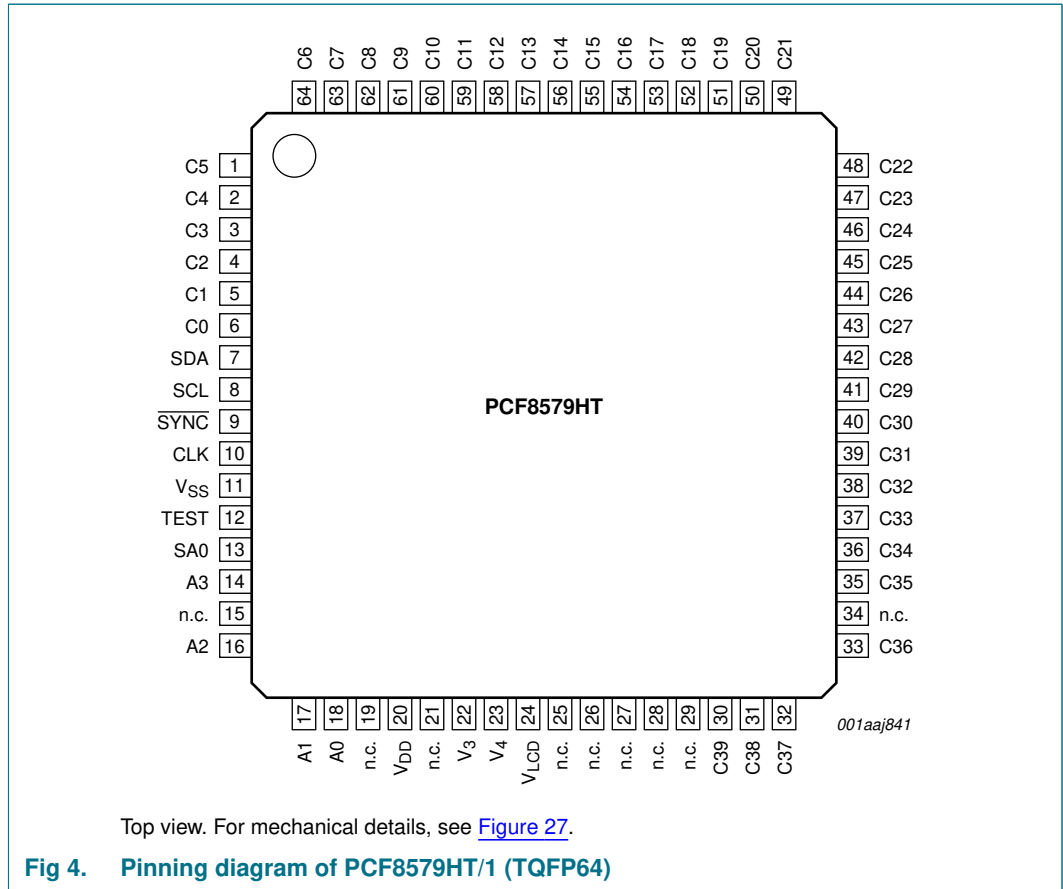 C6 C7 C8 C9 C10 C11 C12 C13 C14 C15 C16 C17 C18 C19 C20 C21
64 63 62 61 60 59 58 57 56 55 54 53 52 51 50 49
C5 1 48 C22
C4 2 47 C23
C3 3 46 C24
C2 4 45 C25
C1 5 44 C26
C0 6 43 C27
SDA 7 42 C28
SCL 8 41 C29
PCF8579HT
S̅Y̅N̅C̅ 9 40 C30
CLK 10 39 C31
VSS 11 38 C32
TEST 12 37 C33
SA0 13 36 C34
A3 14 35 C35
n.c. 15 34 n.c.
A2 16 33 C36
17 18 19 20 21 22 23 24 25 26 27 28 29 30 31 32
A1 A0 n.c. VDD n.c. V3 V4 VLCD n.c. n.c. n.c. n.c. n.c. C39 C38 C37
001aaj841
Top view. For mechanical details, see Figure 27.
Fig 4. Pinning diagram of PCF8579HT/1 (TQFP64)